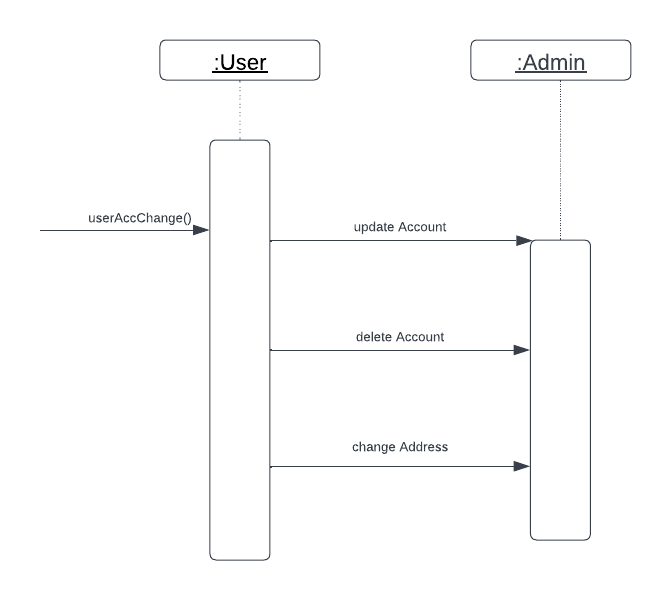 :User
:Admin
userAccChange()
update Account
delete Account
change Address